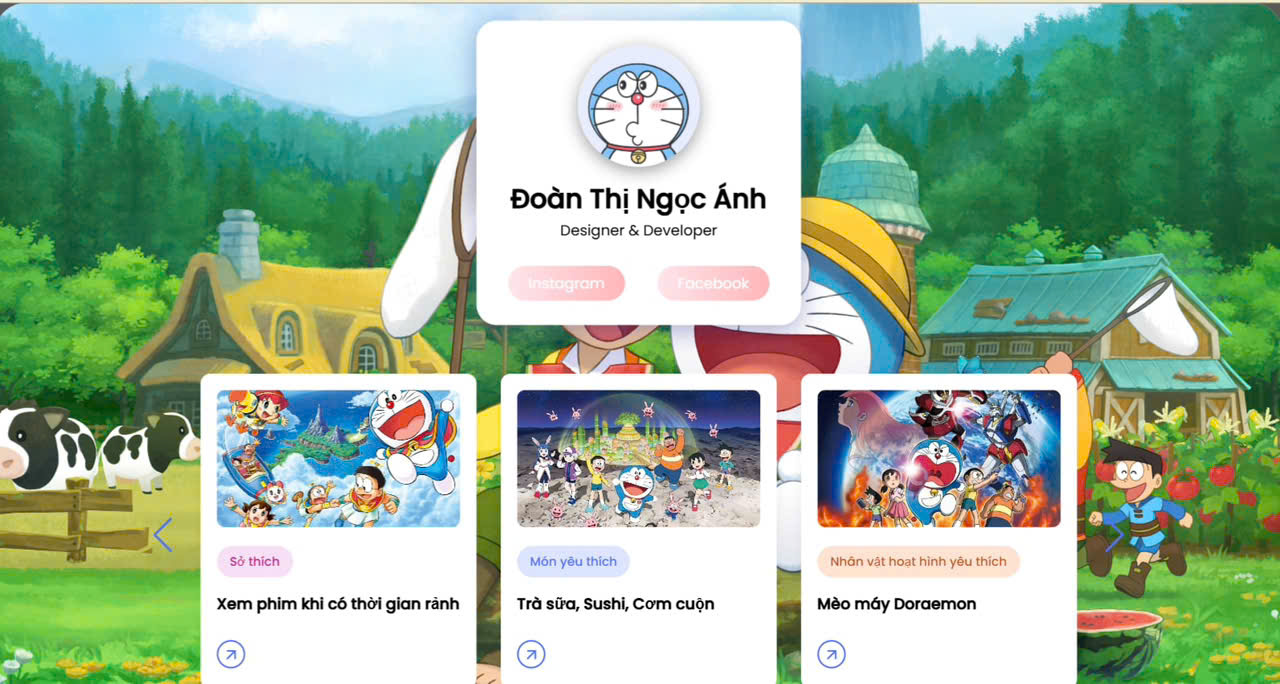 Đoàn Thị Ngọc Ánh
Designer & Developer
Instagram
Facebook
Sở thích
Xem phim khi có thời gian rảnh
Món yêu thích
Trà sữa, Sushi, Cơm cuộn
Nhân vật hoạt hình yêu thích
Mèo máy Doraemon